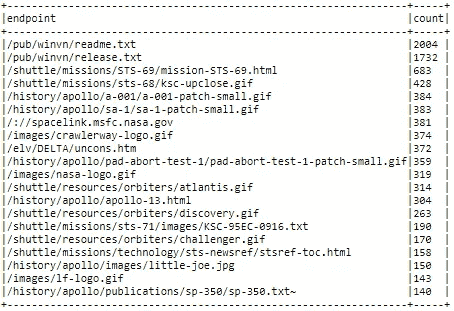 +----------------------------------------------------------------+-----+
|endpoint                                                        |count|
+----------------------------------------------------------------+-----+
|/pub/winvn/readme.txt                                           |2004 |
|/pub/winvn/release.txt                                          |1732 |
|/shuttle/missions/STS-69/mission-STS-69.html                    |683  |
|/shuttle/missions/sts-68/ksc-upclose.gif                        |428  |
|/history/apollo/a-001/a-001-patch-small.gif                     |384  |
|/history/apollo/sa-1/sa-1-patch-small.gif                       |383  |
|/://spacelink.msfc.nasa.gov                                     |381  |
|/images/crawlerway-logo.gif                                     |374  |
|/elv/DELTA/uncons.htm                                           |372  |
|/history/apollo/pad-abort-test-1/pad-abort-test-1-patch-small.gif|359  |
|/images/nasa-logo.gif                                           |319  |
|/shuttle/resources/orbiters/atlantis.gif                        |314  |
|/history/apollo/apollo-13.html                                  |304  |
|/shuttle/resources/orbiters/discovery.gif                       |263  |
|/shuttle/missions/sts-71/images/KSC-95EC-0916.txt               |190  |
|/shuttle/resources/orbiters/challenger.gif                      |170  |
|/shuttle/missions/technology/sts-newsref/stsref-toc.html        |158  |
|/history/apollo/images/little-joe.jpg                           |150  |
|/images/lf-logo.gif                                             |143  |
|/history/apollo/publications/sp-350/sp-350.txt~                 |140  |
+----------------------------------------------------------------+-----+